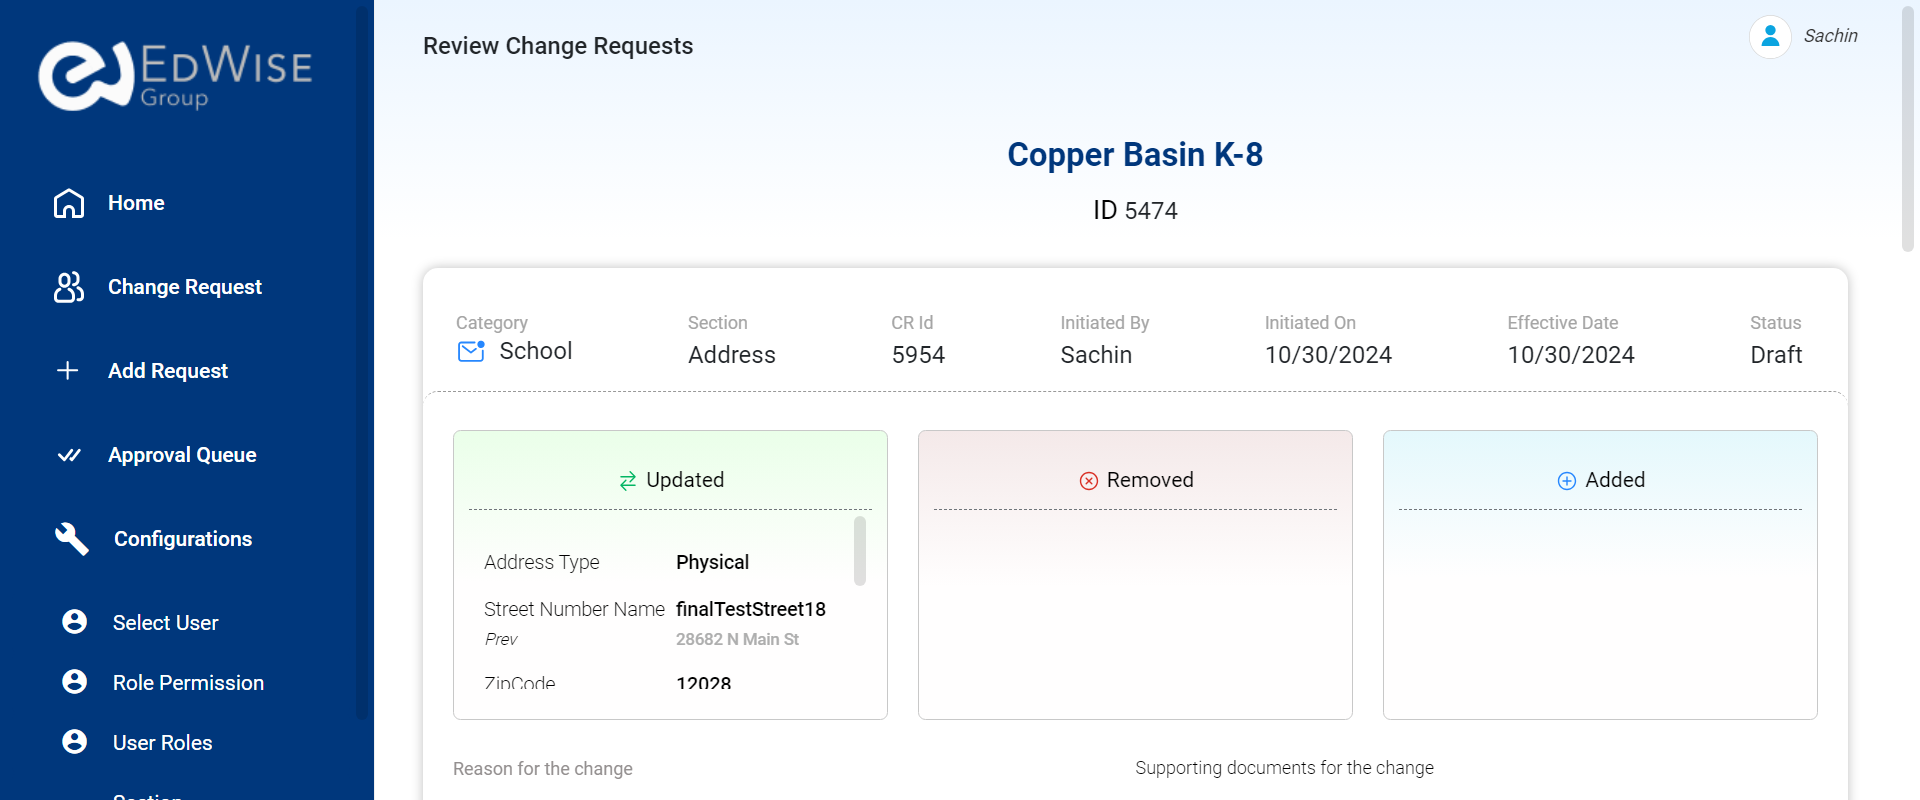 EdWise
Group
Home
Change Request
Add Request
Approval Queue
Configurations
Select User
Role Permission
User Roles
Section
Review Change Requests
Sachin
Copper Basin K-8
ID 5474
Category
School
Section
Address
CR Id
5954
Initiated By
Sachin
Initiated On
10/30/2024
Effective Date
10/30/2024
Status
Draft
Updated
Address Type Physical
Street Number Name finalTestStreet18
Prev 28682 N Main St
ZipCode 12028
Removed
Added
Reason for the change
Supporting documents for the change